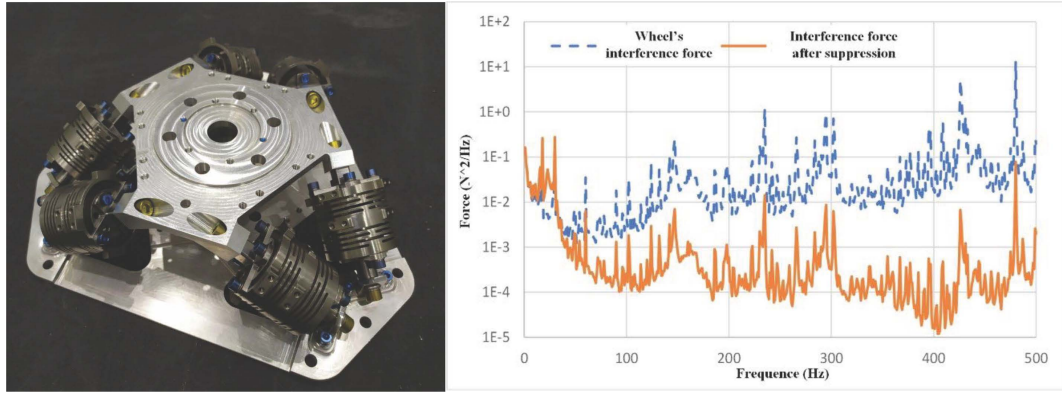 1E+2
Wheel's
interference force
Interference force
after suppression
1E+1
1E+0
1E-1
1E-2
1E-3
1E-4
1E-5
Force (N^2/Hz)
0
100
200
300
400
500
Frequence (Hz)